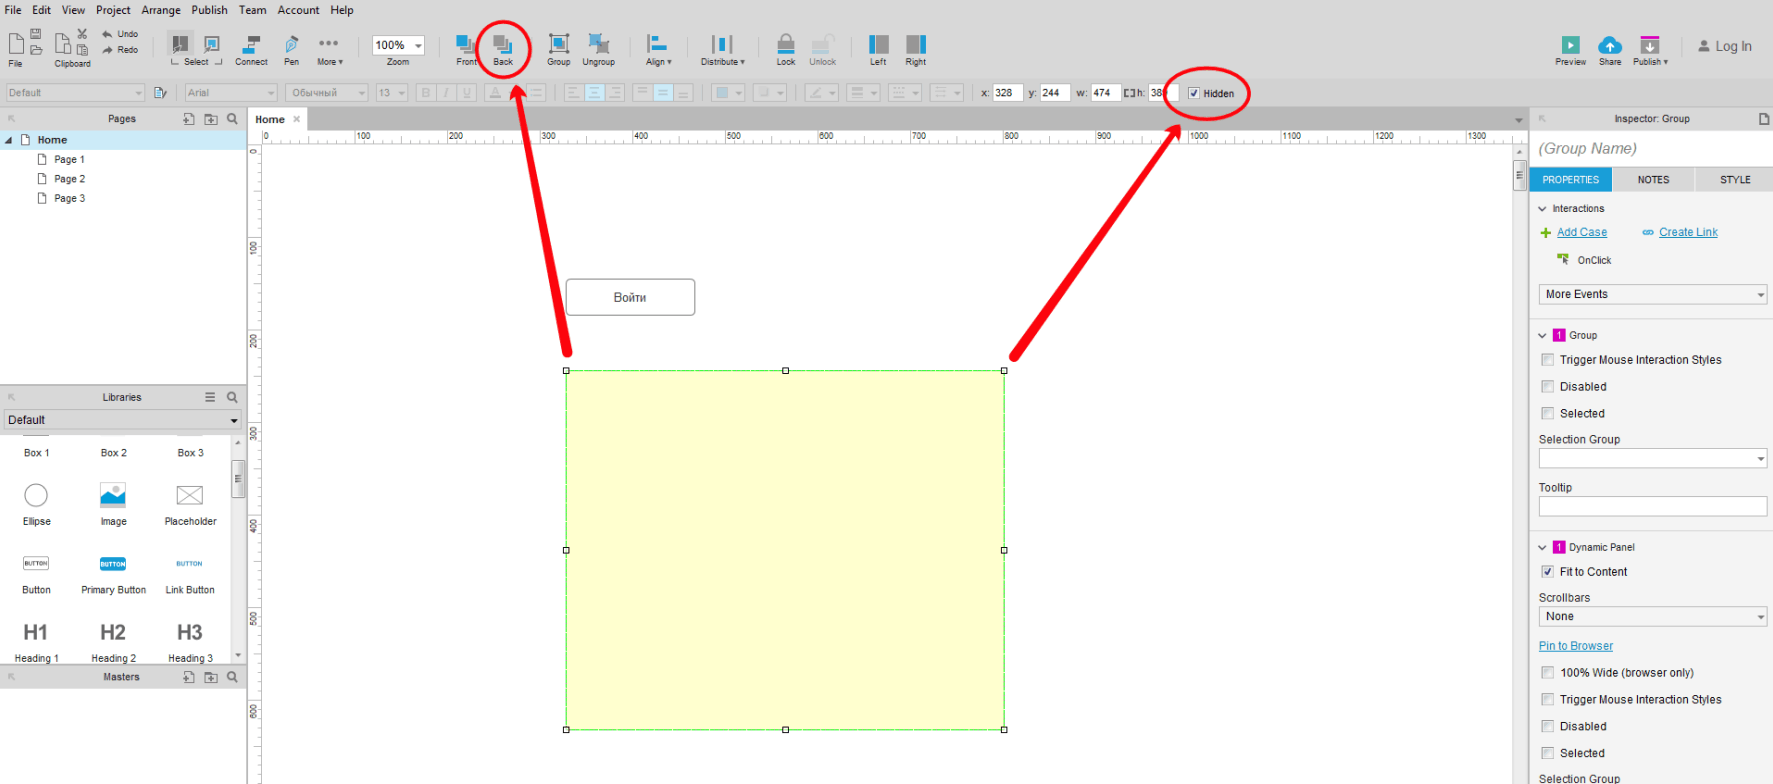 File Edit View Project Arrange Publish Team Account Help
Undo
Redo
File Clipboard Select Connect Pen More 100% Zoom Front Back Group Ungroup Align Distribute Lock Unlock Left Right Preview Share Publish Log In
Default Arial Обычный 13 B I U A x: 328 y: 244 w: 474 h: Hidden
Pages
Home
Page 1
Page 2
Page 3
Libraries
Default
Box 1 Box 2 Box 3
Ellipse Image Placeholder
BUTTON BUTTON BUTTON
Button Primary Button Link Button
H1 H2 H3
Heading 1 Heading 2 Heading 3
Masters
Home
0 100 200 300 400 500 600 700 800 900 1000 1100 1200 1300
0
100
200
300
400
500
600
Войти
Inspector: Group
(Group Name)
PROPERTIES NOTES STYLE
Interactions
Add Case Create Link
OnClick
More Events
1 Group
Trigger Mouse Interaction Styles
Disabled
Selected
Selection Group
Tooltip
1 Dynamic Panel
Fit to Content
Scrollbars
None
Pin to Browser
100% Wide (browser only)
Trigger Mouse Interaction Styles
Disabled
Selected
Selection Group